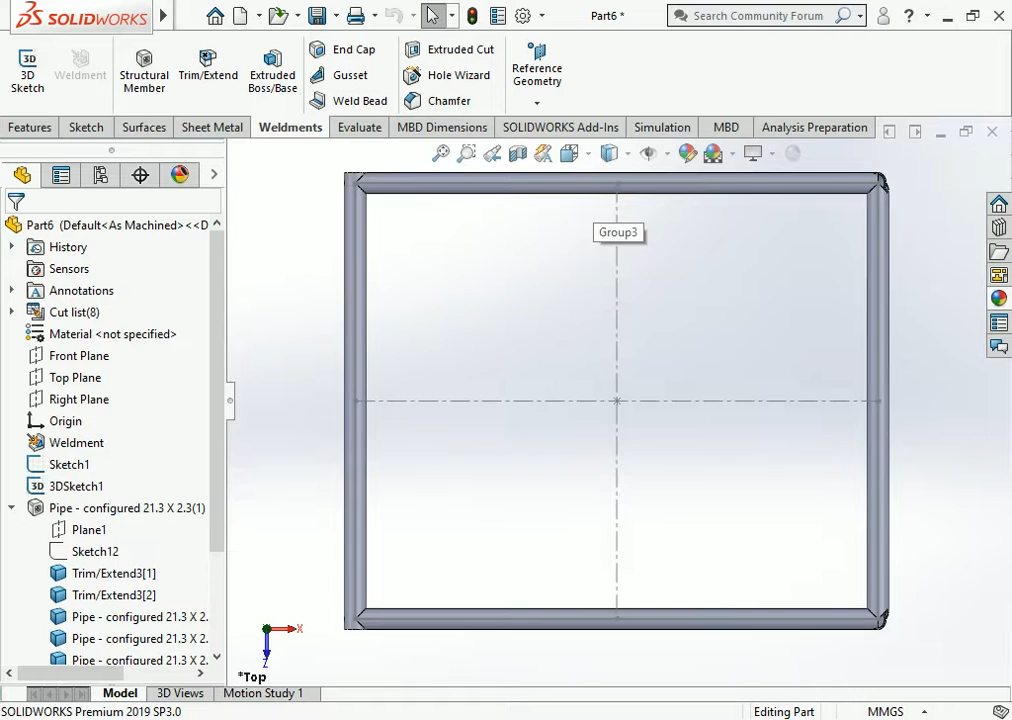 SOLIDWORKS
Part6 *
Search Community Forum
?
3D
Sketch
Weldment
Structural
Member
Trim/Extend
Extruded
Boss/Base
End Cap
Gusset
Weld Bead
Extruded Cut
Hole Wizard
Chamfer
Reference
Geometry
Features Sketch Surfaces Sheet Metal Weldments Evaluate MBD Dimensions SOLIDWORKS Add-Ins Simulation MBD Analysis Preparation
Part6 (Default<As Machined><<D
History
Sensors
Annotations
Cut list(8)
Material <not specified>
Front Plane
Top Plane
Right Plane
Origin
Weldment
Sketch1
3D 3DSketch1
Pipe - configured 21.3 X 2.3(1)
Plane1
Sketch12
Trim/Extend3[1]
Trim/Extend3[2]
Pipe - configured 21.3 X 2.
Pipe - configured 21.3 X 2.
Pipe - configured 21.3 X 2.
Group3
X
Z
*Top
Model 3D Views Motion Study 1
SOLIDWORKS Premium 2019 SP3.0
Editing Part
MMGS